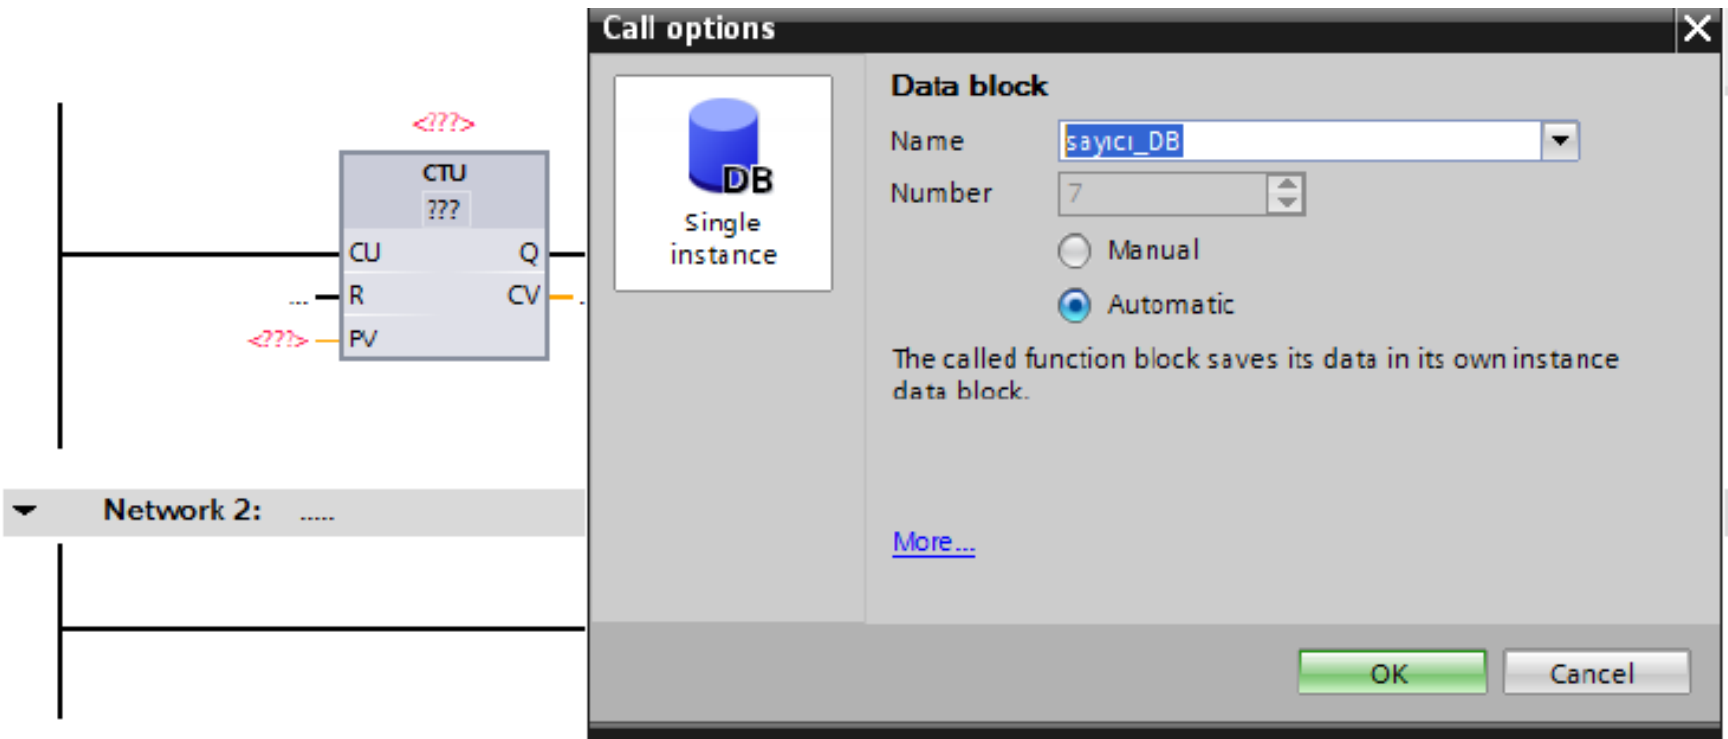 <???>
CTU
???
CU Q
... R CV .
<???> PV
Network 2: .....
Call options
DB
Single
instance
Data block
Name sayıcı_DB
Number 7
Manual
Automatic
The called function block saves its data in its own instance
data block.
More...
OK Cancel